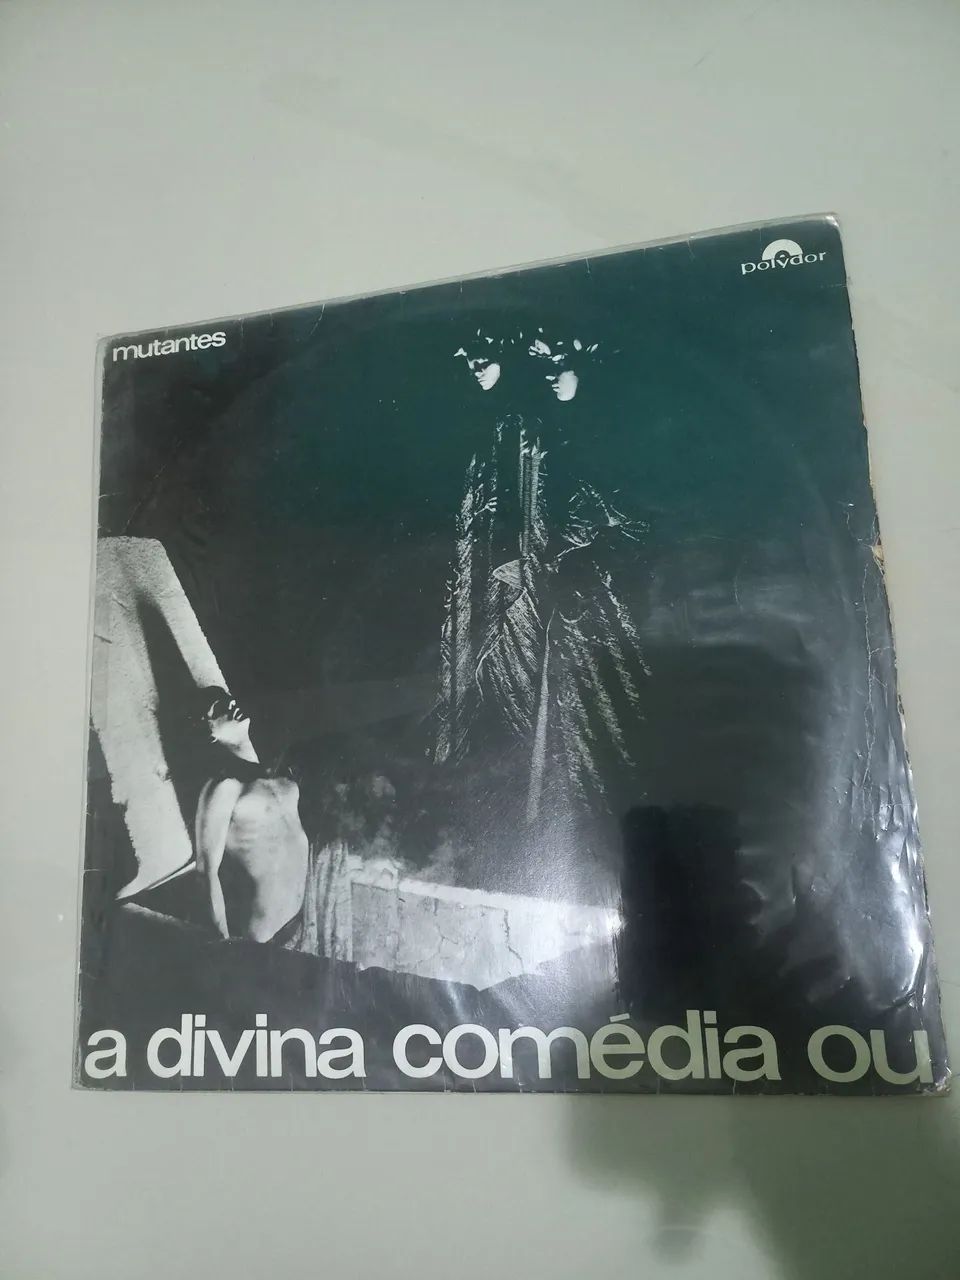 polydor
mutantes
a divina comédia ou